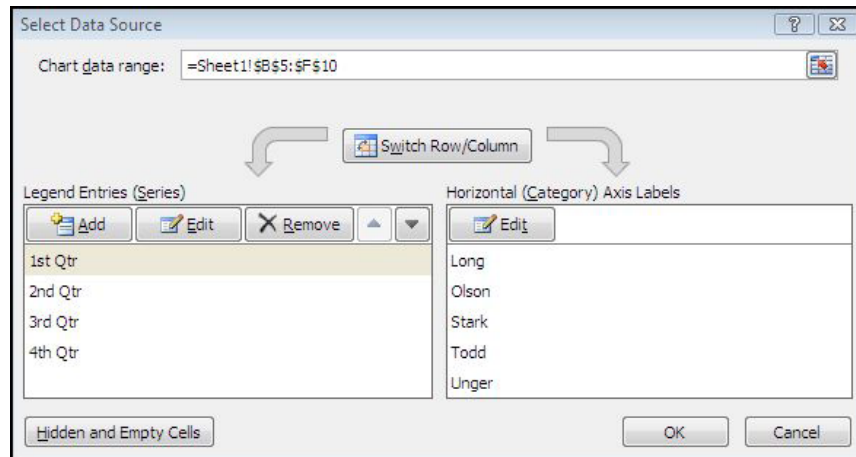 Select Data Source
Chart data range: =Sheet1!$B$5:$F$10
Switch Row/Column
Legend Entries (Series)
Add Edit Remove
1st Qtr
2nd Qtr
3rd Qtr
4th Qtr
Horizontal (Category) Axis Labels
Edit
Long
Olson
Stark
Todd
Unger
Hidden and Empty Cells
OK Cancel